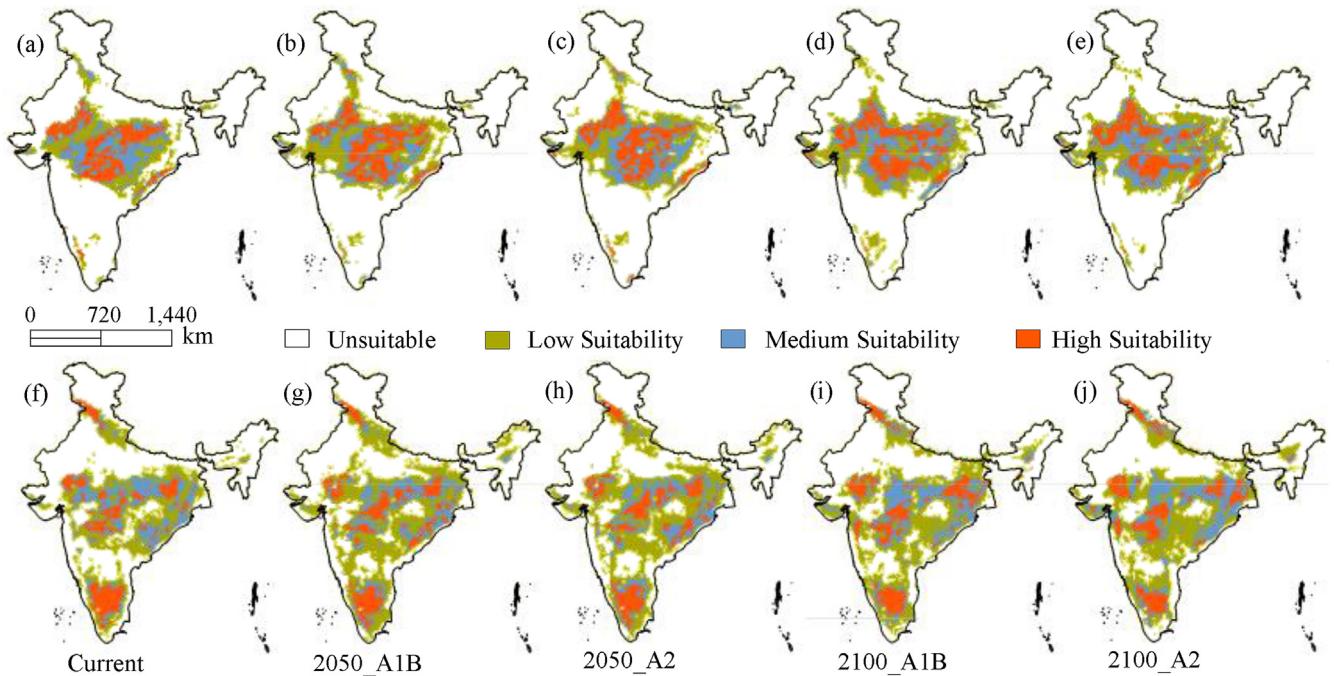 (a) (b) (c) (d) (e)
0 720 1,440
km
Unsuitable Low Suitability Medium Suitability High Suitability
(f) (g) (h) (i) (j)
Current 2050_A1B 2050_A2 2100_A1B 2100_A2